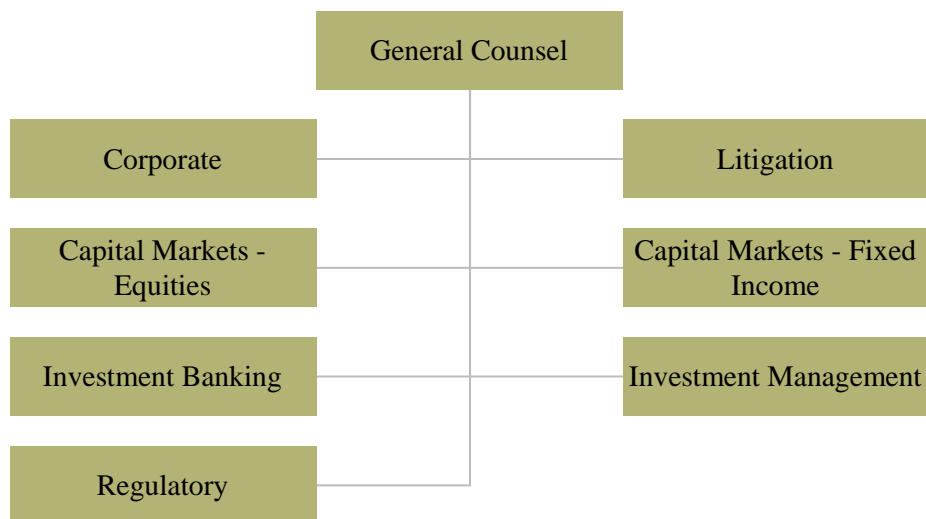 General Counsel
Corporate
Litigation
Capital Markets -
Equities
Capital Markets - Fixed
Income
Investment Banking
Investment Management
Regulatory